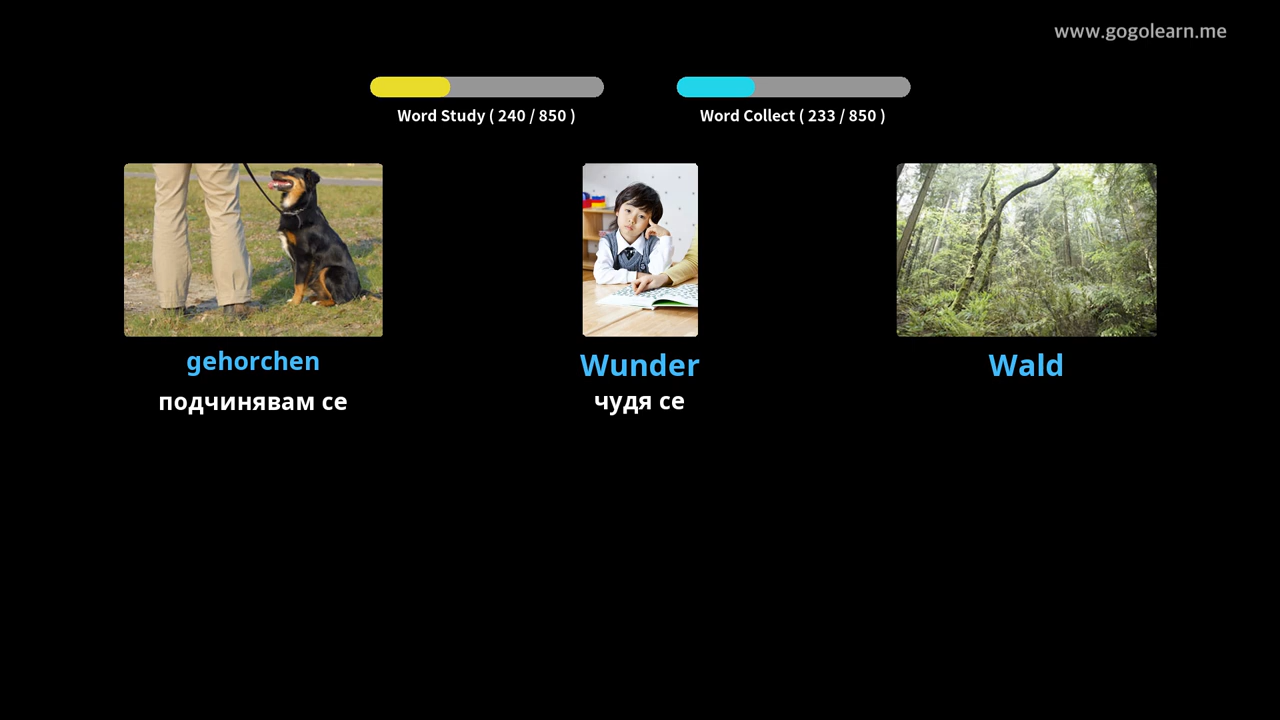 www.gogolearn.me
Word Study ( 240 / 850 )
Word Collect ( 233 / 850 )
gehorchen
подчинявам се
Wunder
чудя се
Wald